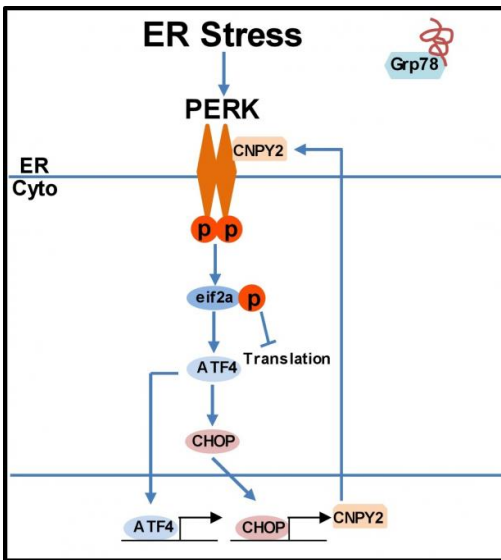 ER Stress
Grp78
PERK
CNPY2
ER
Cyto
p p
eif2a p
Translation
ATF4
CHOP
ATF4 CHOP CNPY2